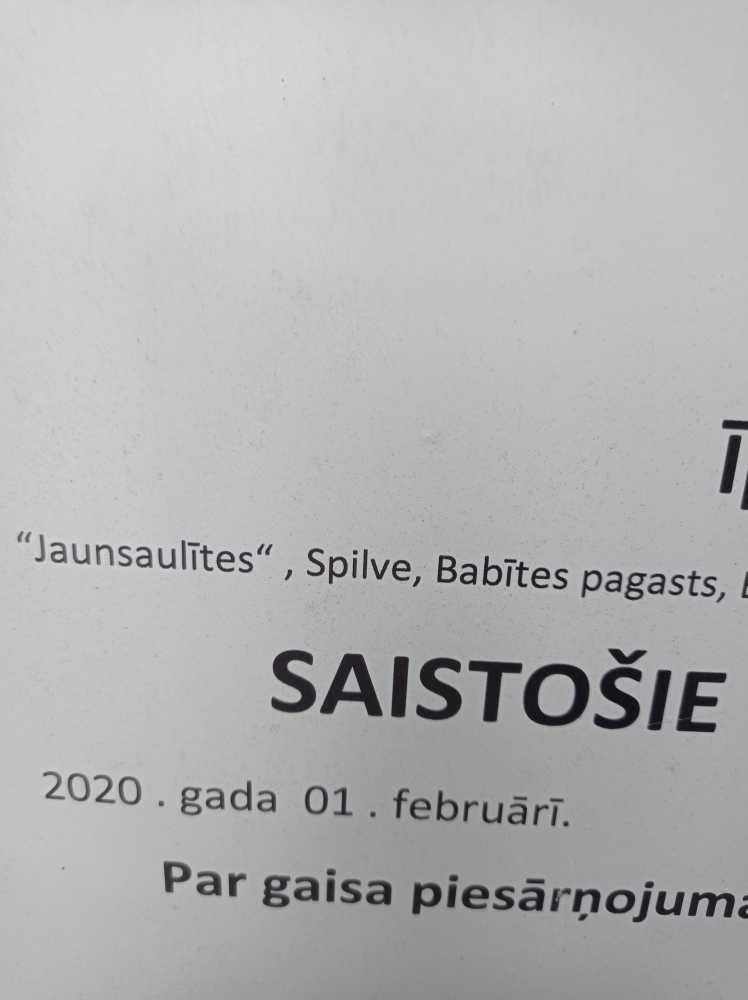 “Jaunsaulītes“ , Spilve, Babītes pagasts,
SAISTOŠIE
2020 . gada 01 . februārī.
Par gaisa piesārņojuma